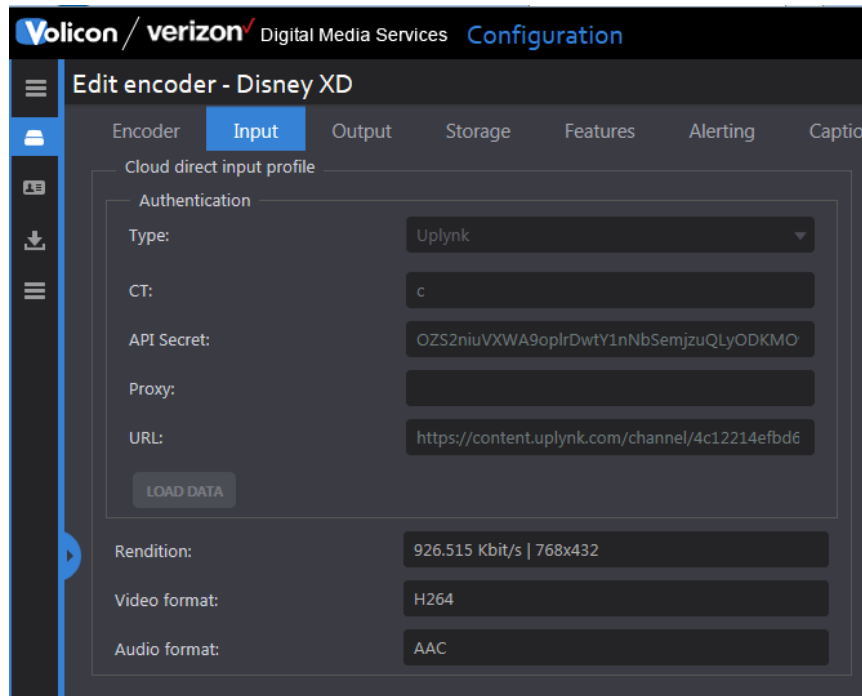 Volicon / verizon Digital Media Services Configuration
Edit encoder - Disney XD
Encoder Input Output Storage Features Alerting Captio
Cloud direct input profile
Authentication
Type: Uplynk
CT: c
API Secret: OZS2niuVXWA9oplrDwtY1nNbSemjzuQLyODKMO
Proxy:
URL: https://content.uplynk.com/channel/4c12214efbd6
LOAD DATA
Rendition: 926.515 Kbit/s | 768x432
Video format: H264
Audio format: AAC